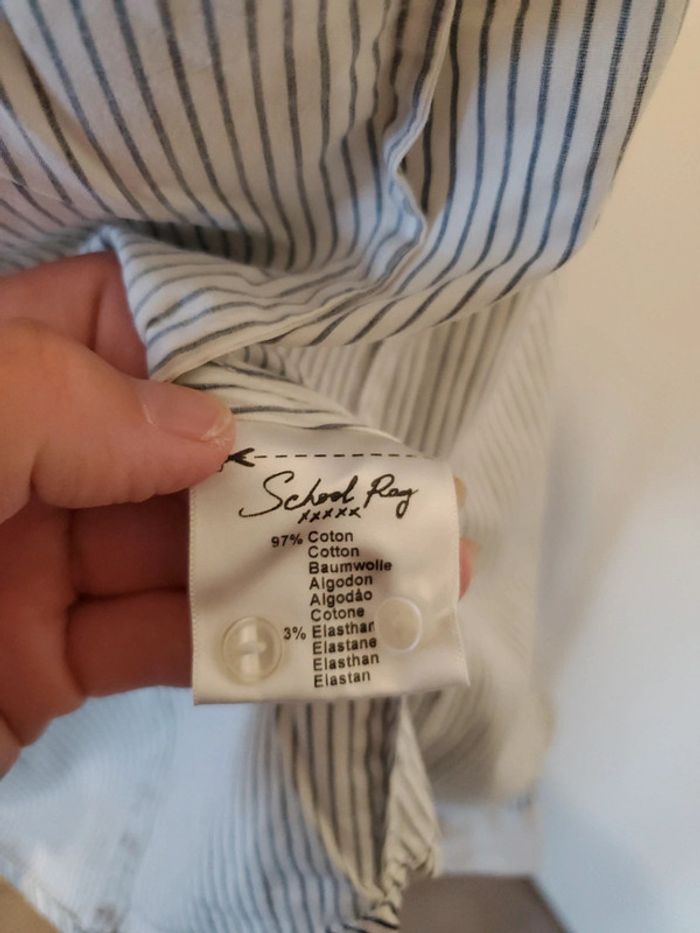 School Rag
xxxxx
97% Coton
Cotton
Baumwolle
Algodon
Algodão
Cotone
3% Elasthan
Elastane
Elasthan
Elastan